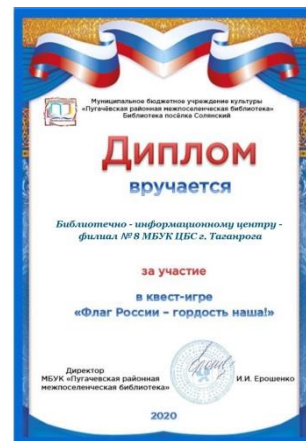 Муниципальное бюджетное учреждение культуры
«Пугачёвская районная межпоселенческая библиотека»
Библиотека посёлка Солянский
Диплом
вручается
Библиотечно - информационному центру -
филиал № 8 МБУК ЦБС г. Таганрога
за участие
в квест-игре
«Флаг России – гордость наша!»
Директор
МБУК «Пугачевская районная
межпоселенческая библиотека»
И.И. Ерошенко
2020